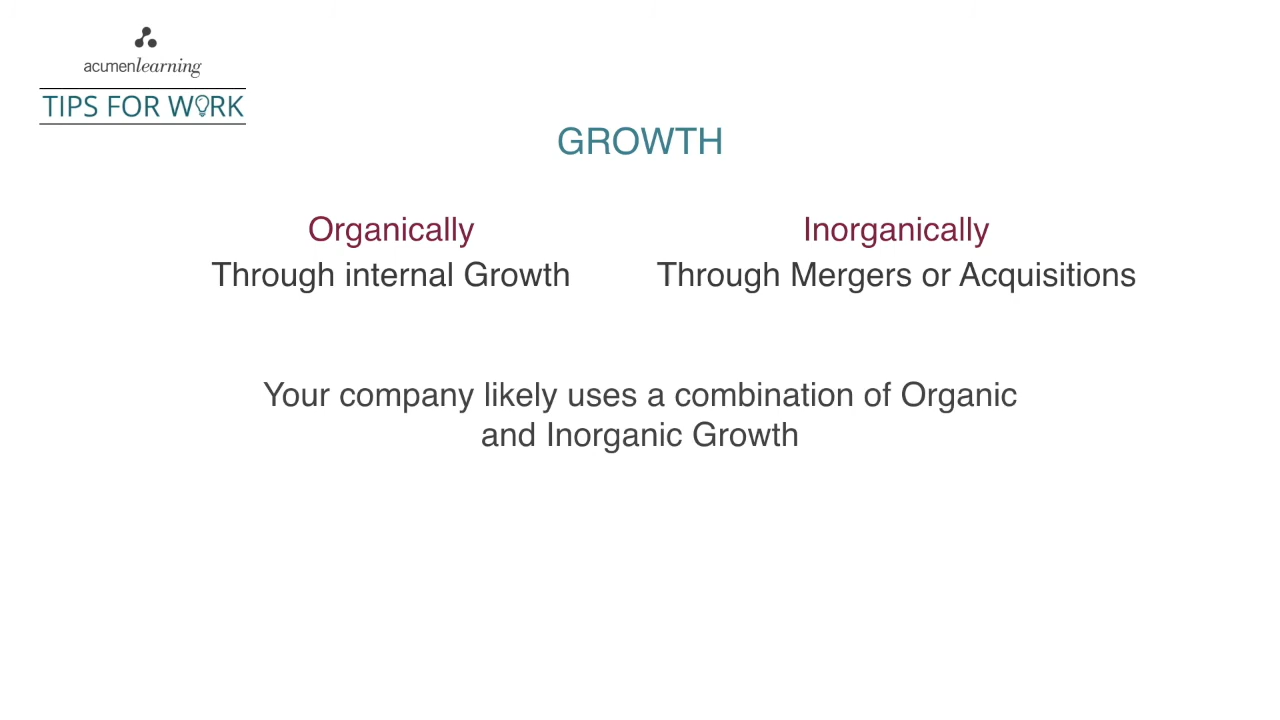 acumenlearning
TIPS FOR WORK
GROWTH
Organically
Through internal Growth
Inorganically
Through Mergers or Acquisitions
Your company likely uses a combination of Organic
and Inorganic Growth